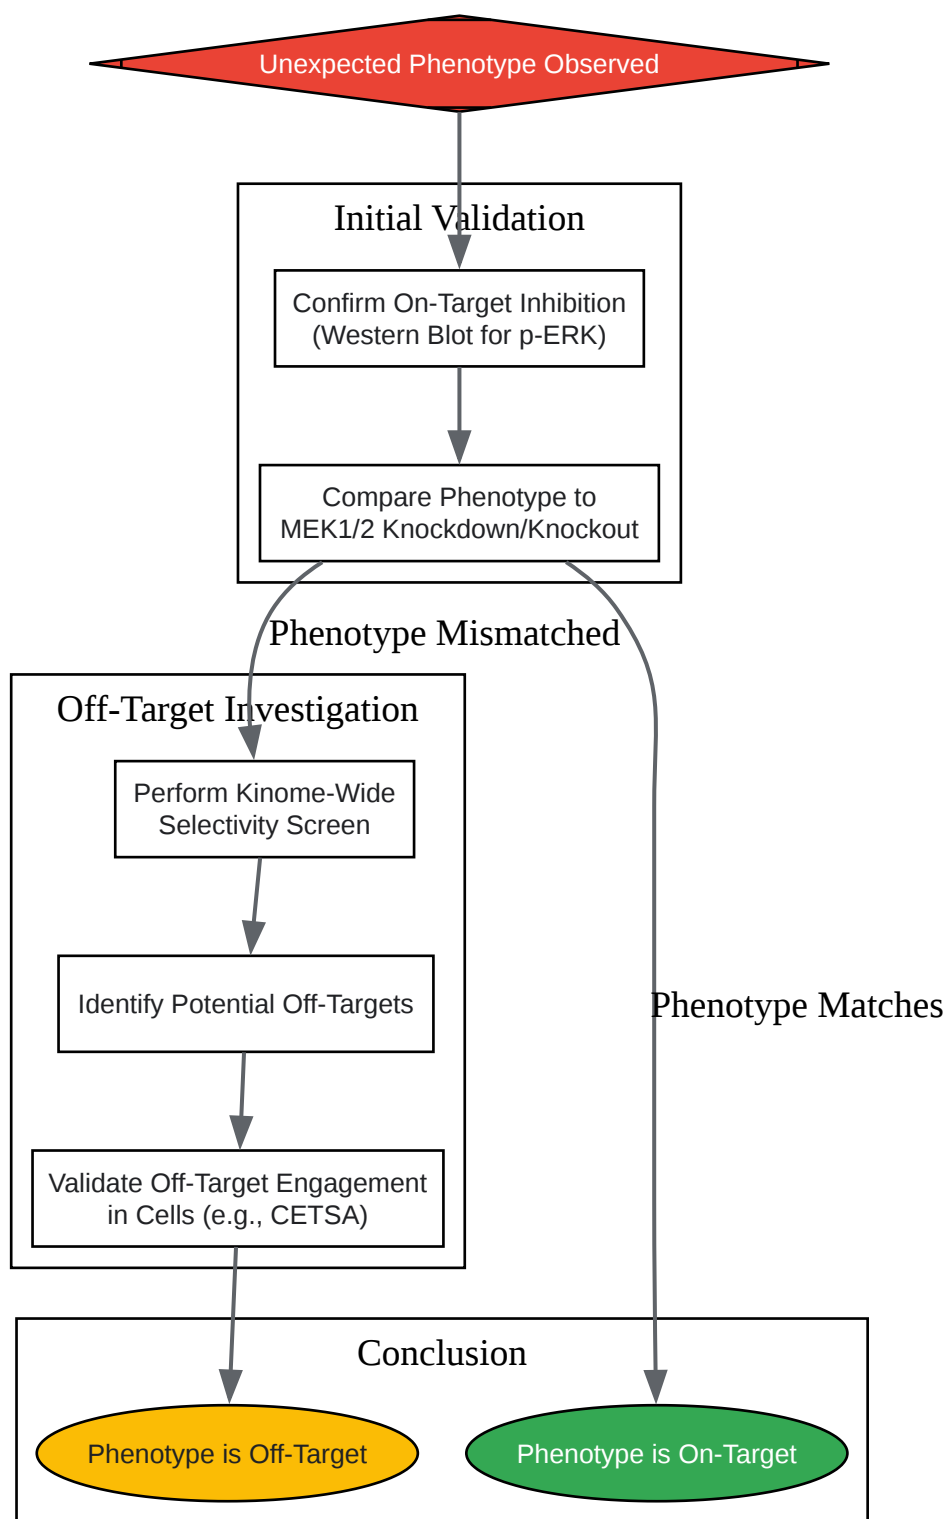 Unexpected Phenotype Observed
Initial Validation
Confirm On-Target Inhibition
(Western Blot for p-ERK)
Compare Phenotype to
MEK1/2 Knockdown/Knockout
Phenotype Mismatched
Off-Target Investigation
Perform Kinome-Wide
Selectivity Screen
Identify Potential Off-Targets
Phenotype Matches
Validate Off-Target Engagement
in Cells (e.g., CETSA)
Conclusion
Phenotype is Off-Target
Phenotype is On-Target